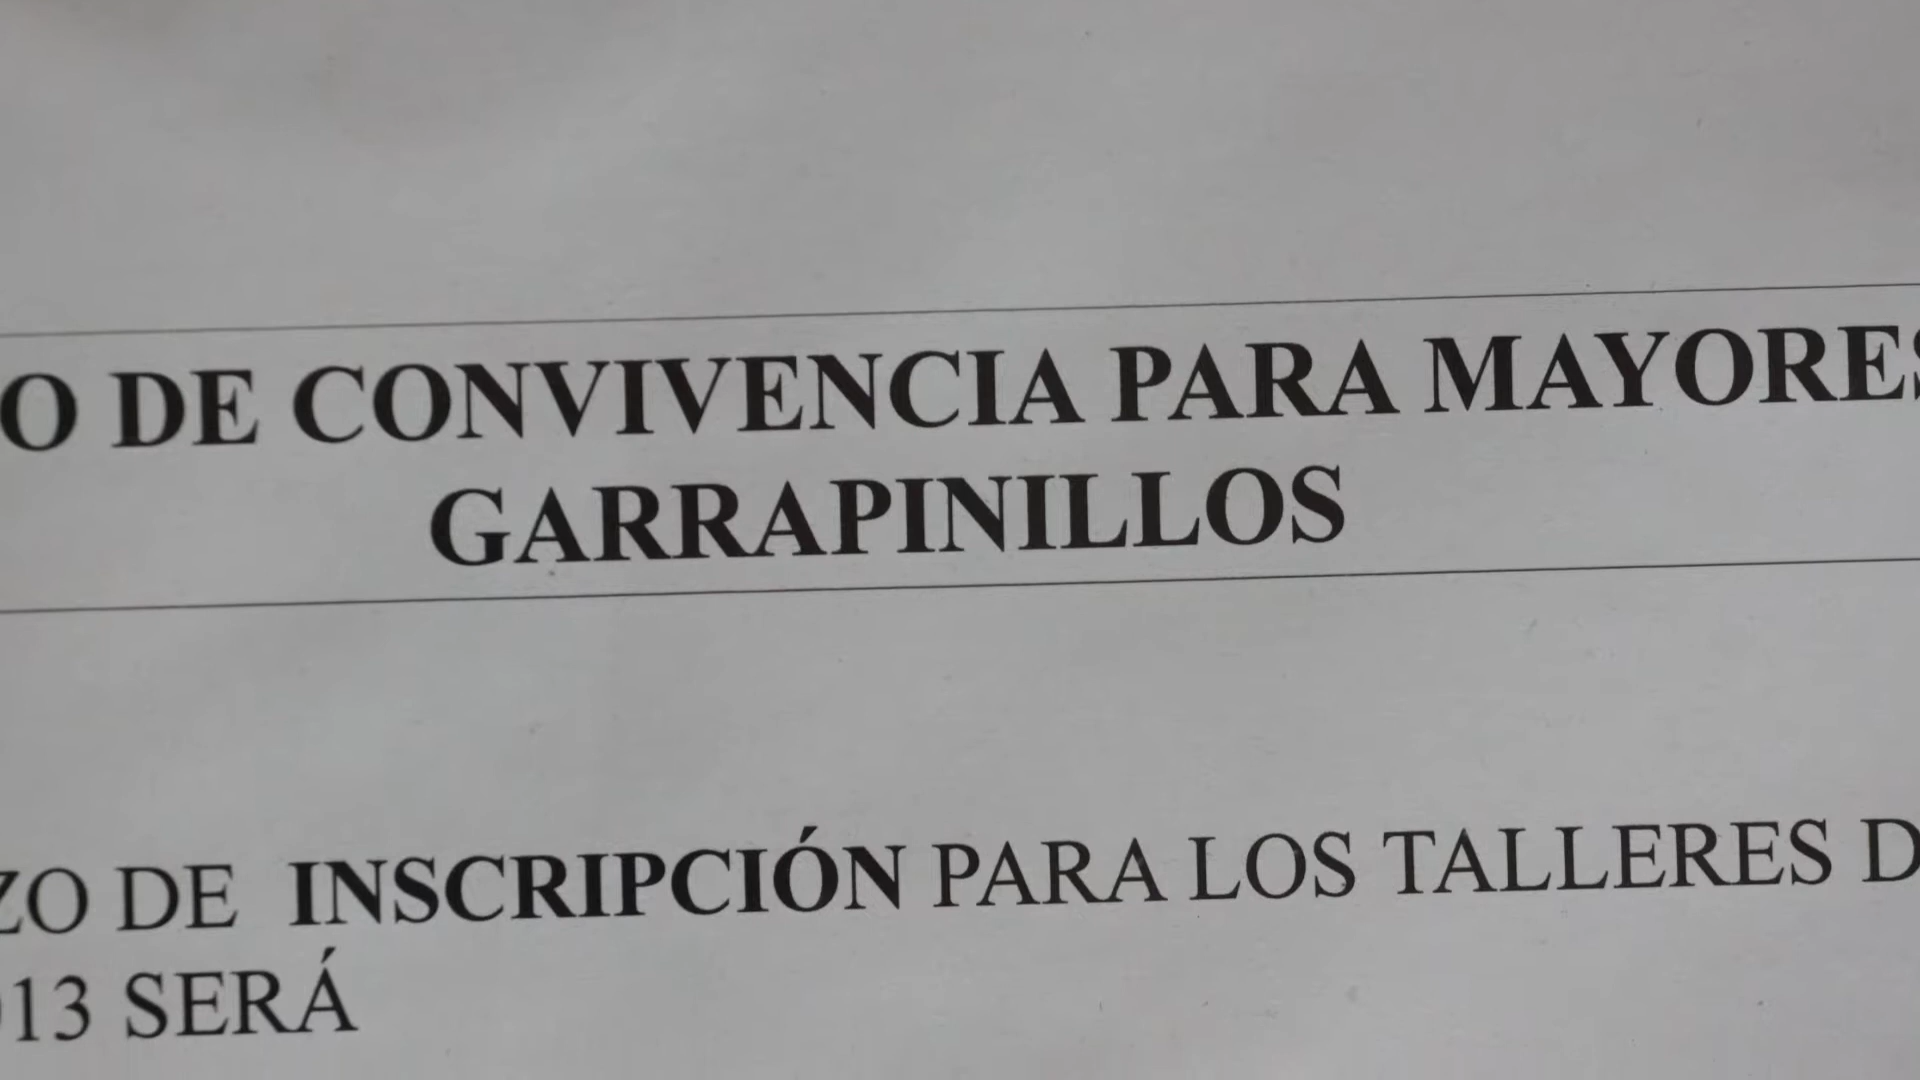 O DE CONVIVENCIA PARA MAYORES
GARRAPINILLOS
ZO DE INSCRIPCIÓN PARA LOS TALLERES D
013 SERÁ